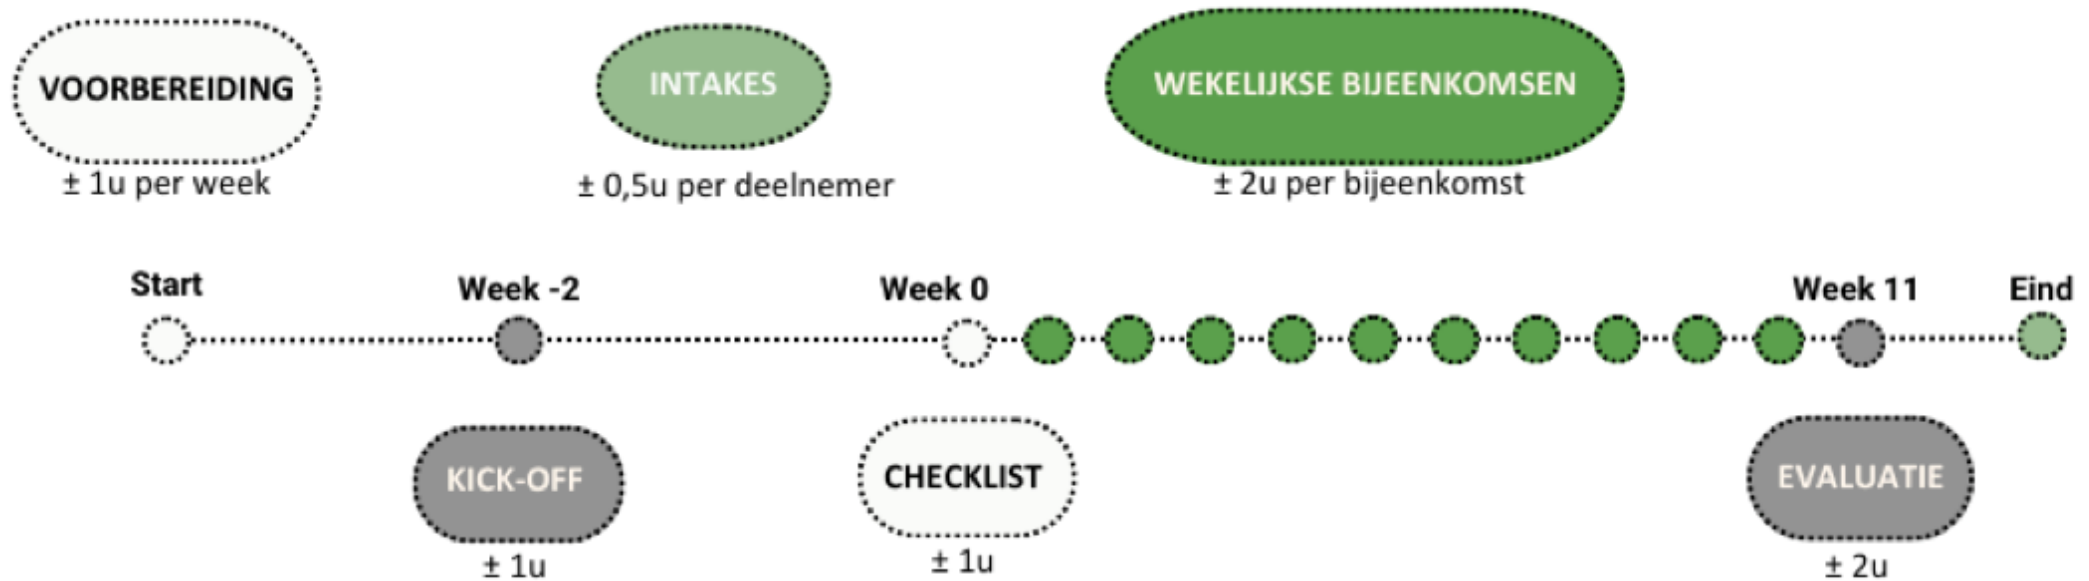 VOORBEREIDING
± 1u per week
INTAKES
± 0,5u per deelnemer
WEKELIJKSE BIJEENKOMSEN
± 2u per bijeenkomst
Start
Week -2
Week 0
Week 11
Eind
KICK-OFF
± 1u
CHECKLIST
± 1u
EVALUATIE
± 2u